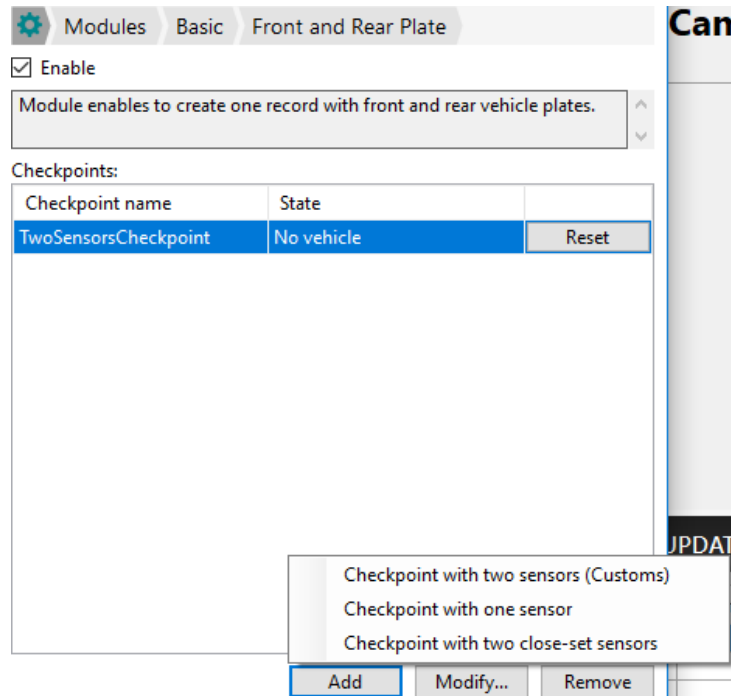 Modules Basic Front and Rear Plate
Can
Enable
Module enables to create one record with front and rear vehicle plates.
Checkpoints:
Checkpoint name State
TwoSensorsCheckpoint No vehicle Reset
UPDAT
Checkpoint with two sensors (Customs)
Checkpoint with one sensor
Checkpoint with two close-set sensors
Add Modify... Remove